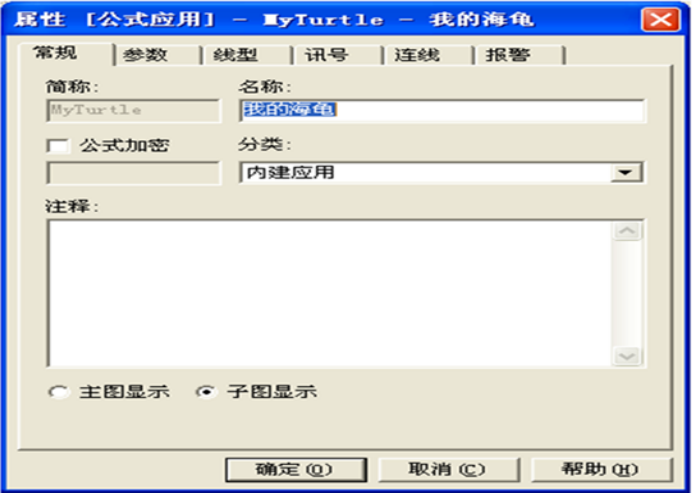 属性 [公式应用] - MyTurtle - 我的海龟
常规 参数 线型 讯号 连线 报警
简称: 名称:
MyTurtle 我的海龟
公式加密 分类:
内建应用
注释:
主图显示 子图显示
确定(O) 取消(C) 帮助(H)